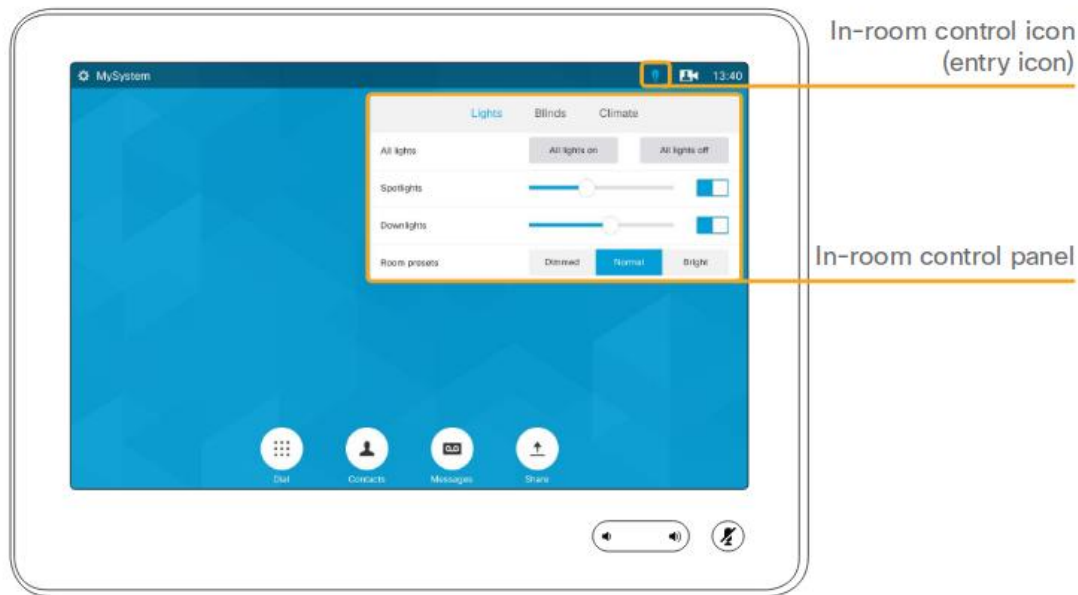 In-room control icon
(entry icon)
MySystem
13:40
Lights Blinds Climate
All lights All lights on All lights off
Spotlights
Downlights
Room presets Dimmed Normal Bright
In-room control panel
Dial Contacts Messages Share